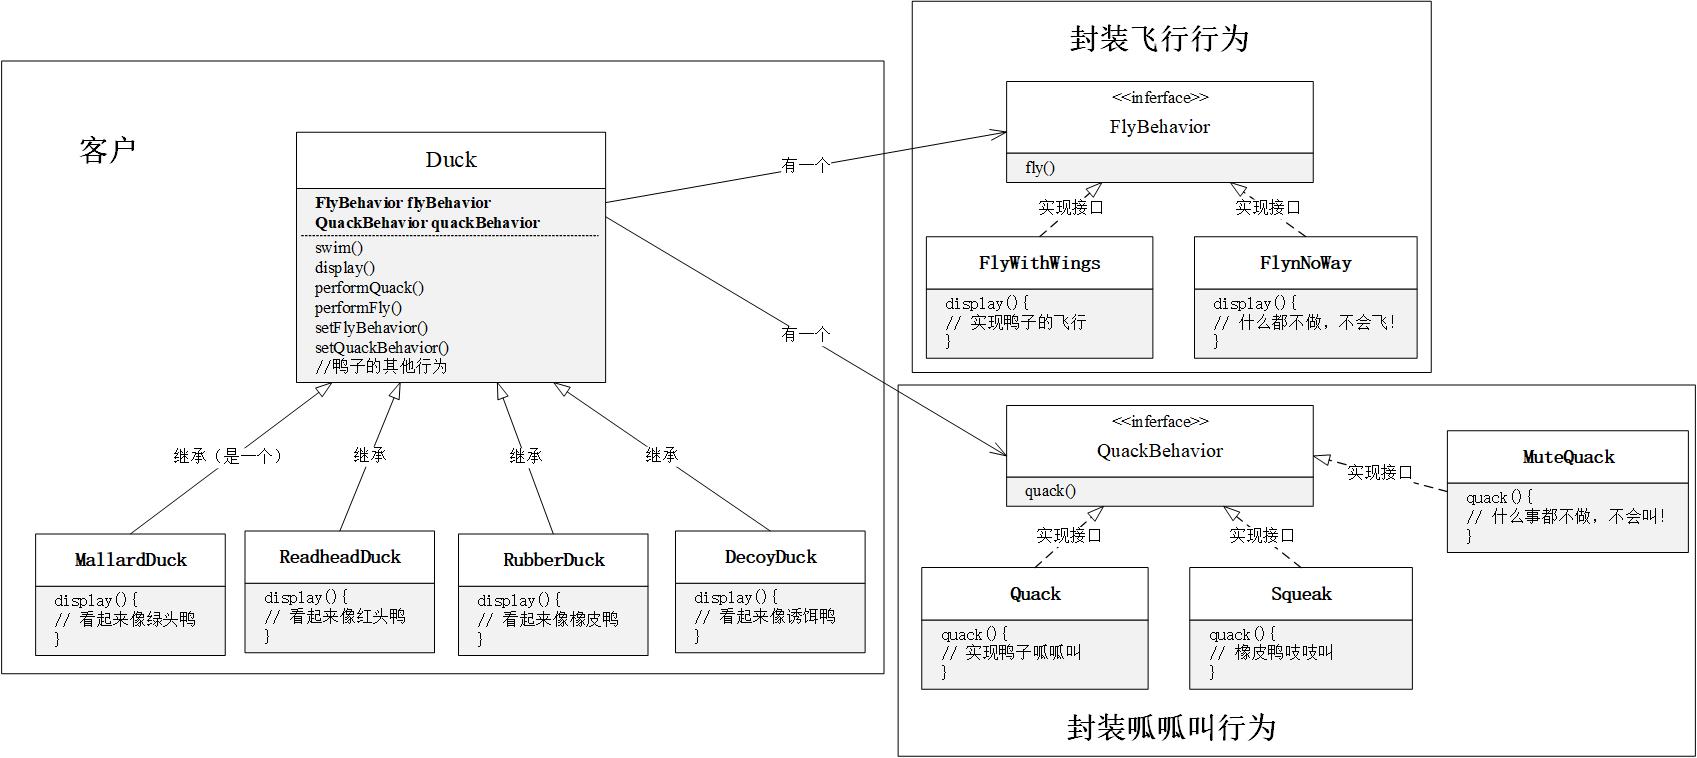 客户
Duck
FlyBehavior flyBehavior
QuackBehavior quackBehavior
swim()
display()
performQuack()
performFly()
setFlyBehavior()
setQuackBehavior()
//鸭子的其他行为
继承（是一个）
继承
继承
继承
MallardDuck
display(){
// 看起来像绿头鸭
}
ReadheadDuck
display(){
// 看起来像红头鸭
}
RubberDuck
display(){
// 看起来像橡皮鸭
}
DecoyDuck
display(){
// 看起来像诱饵鸭
}
有一个
有一个
封装飞行行为
<<inferface>>
FlyBehavior
fly()
实现接口
实现接口
FlyWithWings
display(){
// 实现鸭子的飞行
}
FlynNoWay
display(){
// 什么都不做，不会飞！
}
<<inferface>>
QuackBehavior
quack()
实现接口
实现接口
实现接口
MuteQuack
quack(){
// 什么事都不做，不会叫！
}
Quack
quack(){
// 实现鸭子呱呱叫
}
Squeak
quack(){
// 橡皮鸭吱吱叫
}
封装呱呱叫行为